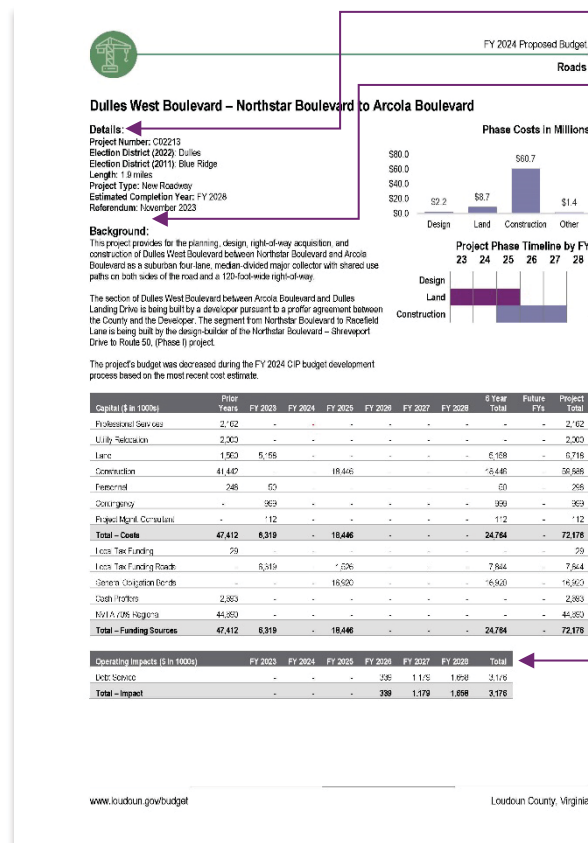 FY 2024 Proposed Budget
Roads
Dulles West Boulevard – Northstar Boulevard to Arcola Boulevard
Details:
Project Number: C02213
Election District (2022): Dulles
Election District (2011): Blue Ridge
Length: 1.9 miles
Project Type: New Roadway
Estimated Completion Year: FY 2028
Referendum: November 2023
Background:
This project provides for the planning, design, right-of-way acquisition, and
construction of Dulles West Boulevard between Northstar Boulevard and Arcola
Boulevard as a suburban four-lane, median-divided major collector with shared use
paths on both sides of the road and a 120-foot-wide right-of-way.
The section of Dulles West Boulevard between Arcola Boulevard and Dulles
Landing Drive is being built by a developer pursuant to a proffer agreement between
the County and the Developer. The segment from Northstar Boulevard to Racefield
Lane is being built by the design-builder of the Northstar Boulevard – Shreveport
Drive to Route 50, (Phase I) project.
The project's budget was decreased during the FY 2024 CIP budget development
process based on the most recent cost estimate.
Phase Costs in Millions
$80.0
$60.0
$40.0
$20.0
$0.0
$2.2 $8.7 $60.7 $1.4
Design Land Construction Other
Project Phase Timeline by FY
23 24 25 26 27 28
Design
Land
Construction
Capital ($ in 1000s) Prior Years FY 2023 FY 2024 FY 2025 FY 2026 FY 2027 FY 2028 6 Year Total Future FYs Project Total
Professional Services 2,162 - - - - - - - - 2,162
Utility Relocation 2,000 - - - - - - - - 2,000
Land 1,560 5,158 - - - - - 5,158 - 6,718
Construction 41,442 - - 18,446 - - - 18,446 - 59,888
Personnel 248 50 - - - - - 50 - 298
Contingency - 999 - - - - - 999 - 999
Project Mgmt. Consultant - 112 - - - - - 112 - 112
Total – Costs 47,412 6,319 - 18,446 - - - 24,764 - 72,176
Local Tax Funding 29 - - - - - - - - 29
Local Tax Funding Roads - 6,319 - 1,526 - - - 7,844 - 7,844
General Obligation Bonds - - - 16,920 - - - 16,920 - 16,920
Cash Proffers 2,693 - - - - - - - - 2,693
NVTA 70% Regional 44,690 - - - - - - - - 44,690
Total – Funding Sources 47,412 6,319 - 18,446 - - - 24,764 - 72,176
Operating Impacts ($ in 1000s) FY 2023 FY 2024 FY 2025 FY 2026 FY 2027 FY 2028 Total
Debt Service - - - 339 1,179 1,658 3,176
Total – Impact - - - 339 1,179 1,658 3,176
www.loudoun.gov/budget
Loudoun County, Virginia